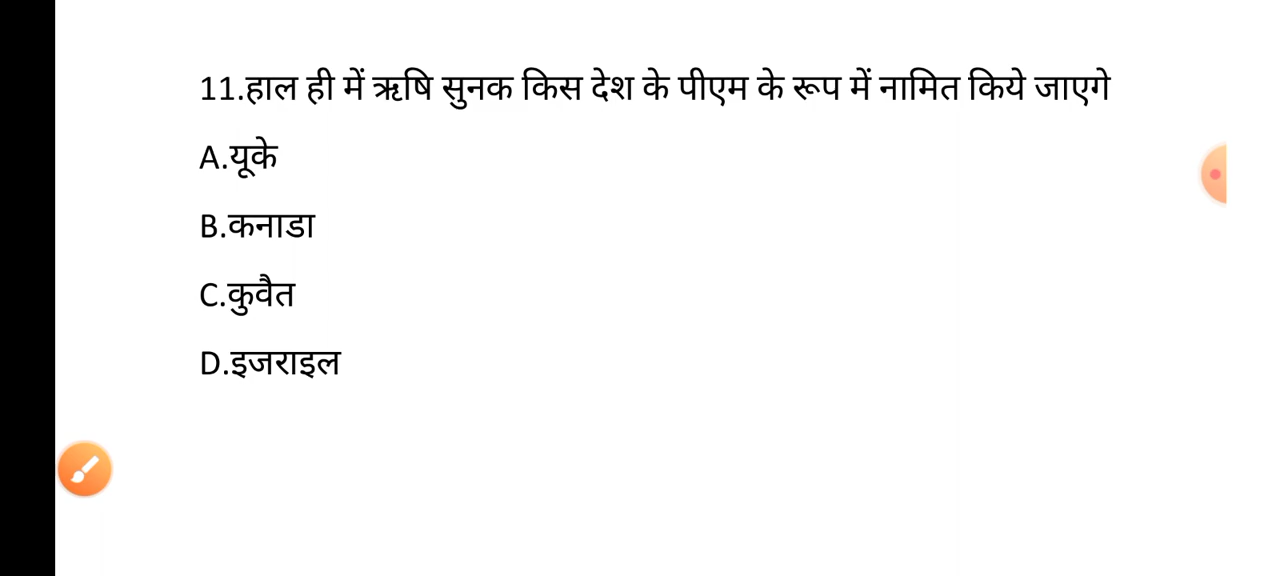 11.हाल ही में ऋषि सुनक किस देश के पीएम के रूप में नामित किये जाएगे
A.यूके
B.कनाडा
C.कुवैत
D.इजराइल